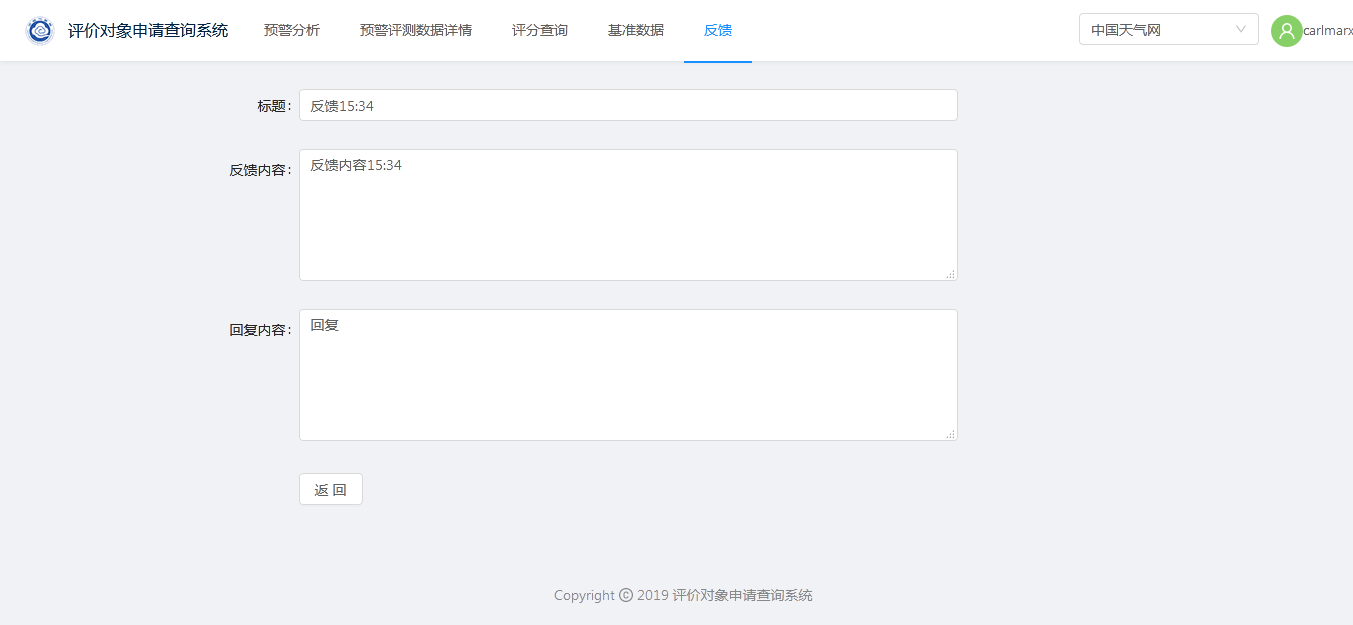 评价对象申请查询系统 预警分析 预警评测数据详情 评分查询 基准数据 反馈 中国天气网 carlmarx
标题: 反馈15:34
反馈内容: 反馈内容15:34
回复内容: 回复
返 回
Copyright © 2019 评价对象申请查询系统